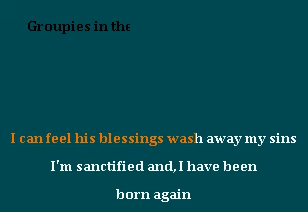 Groupies in the
I can feel his blessings wash away my sins
I'm sanctified and, I have been
born again